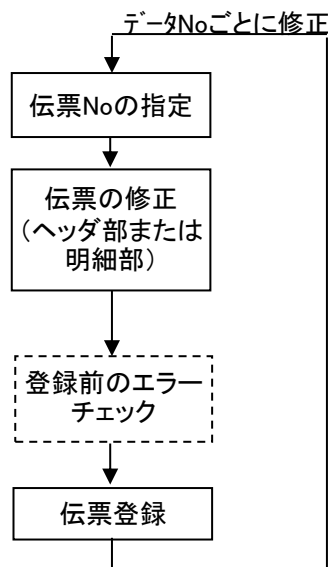 データNoごとに修正
伝票Noの指定
伝票の修正
（ヘッダ部または
明細部）
登録前のエラー
チェック
伝票登録